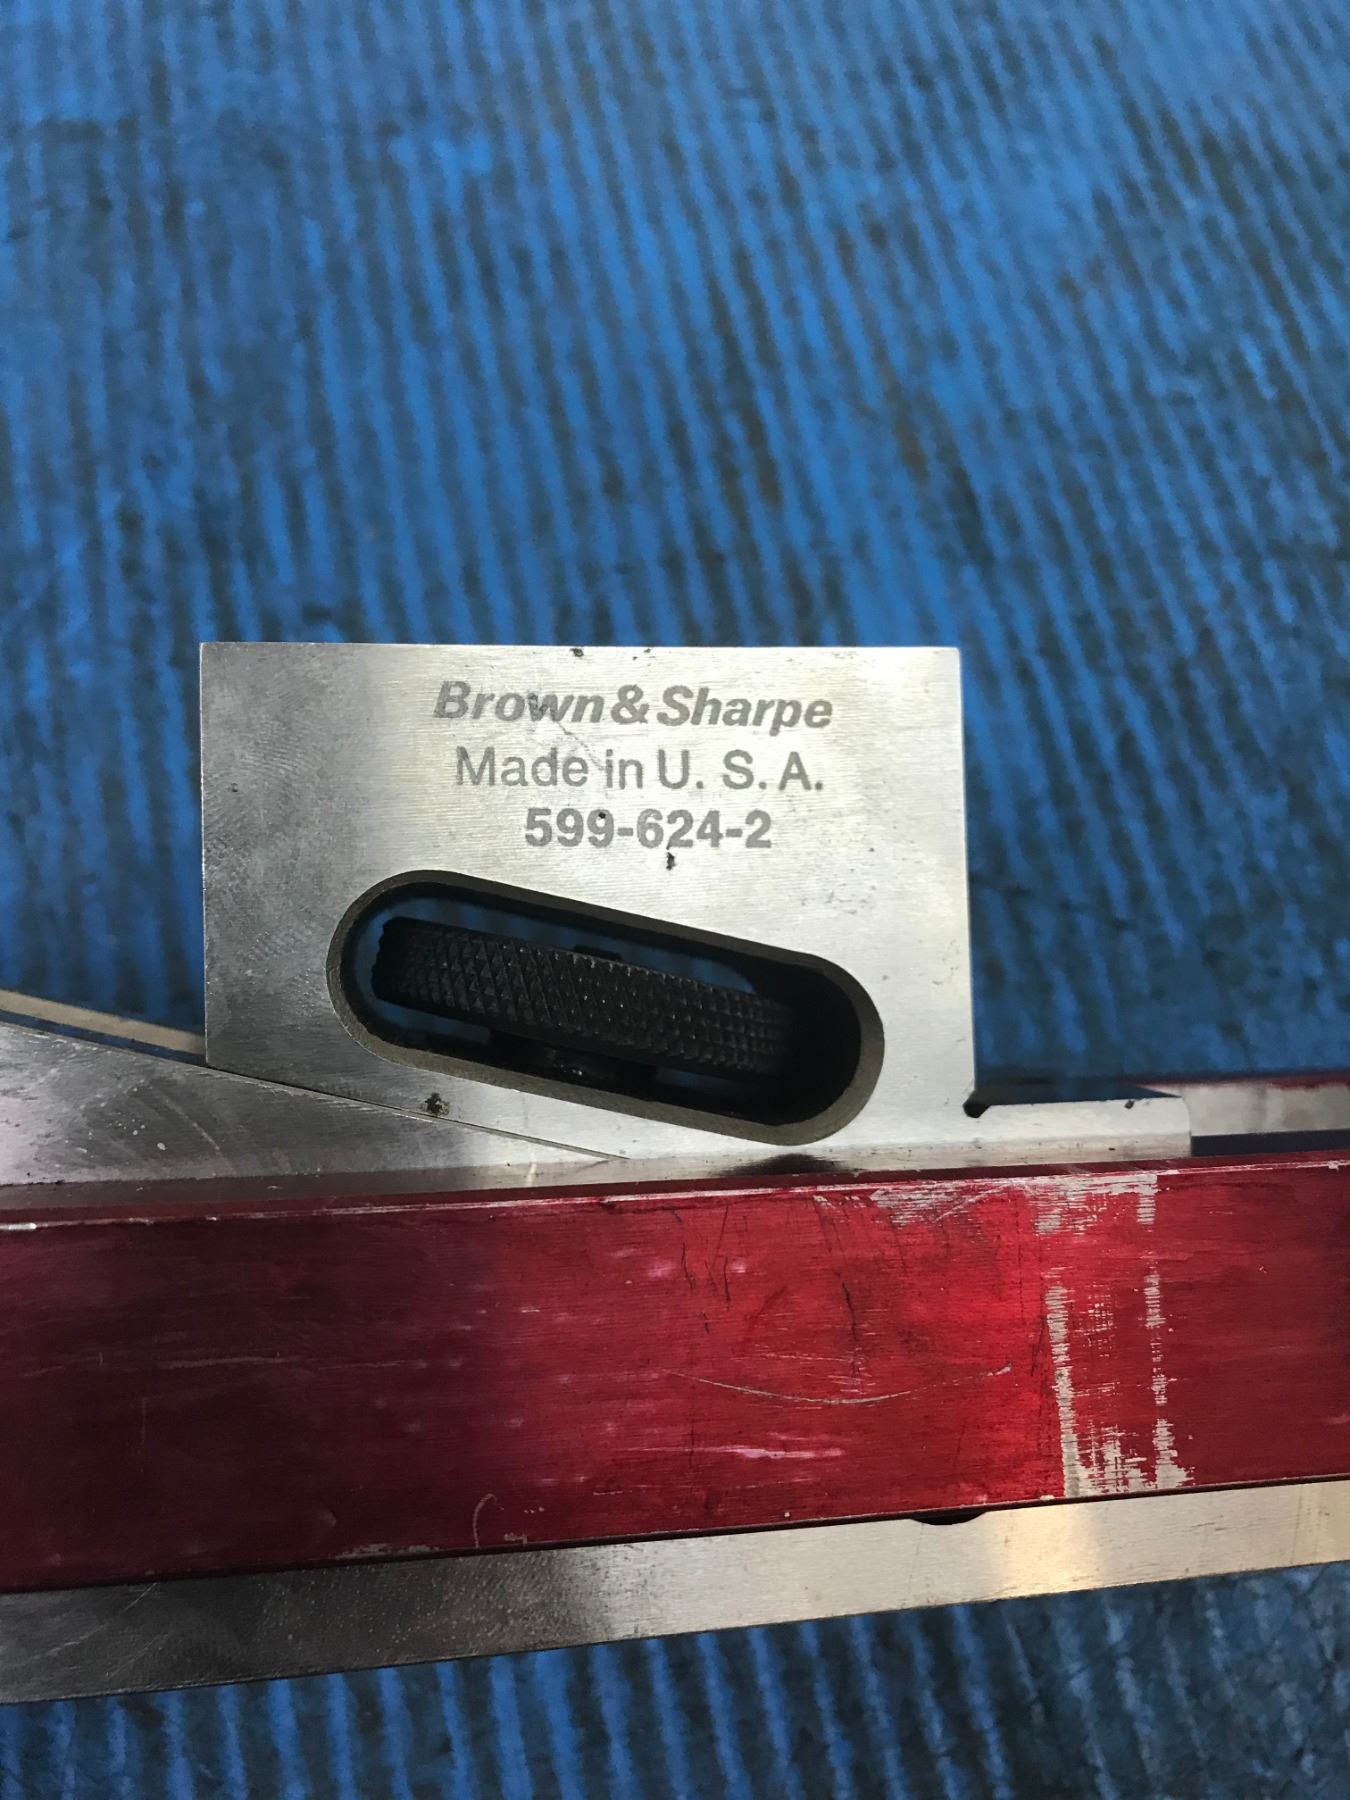 Brown & Sharpe
Made in U. S. A.
599-624-2